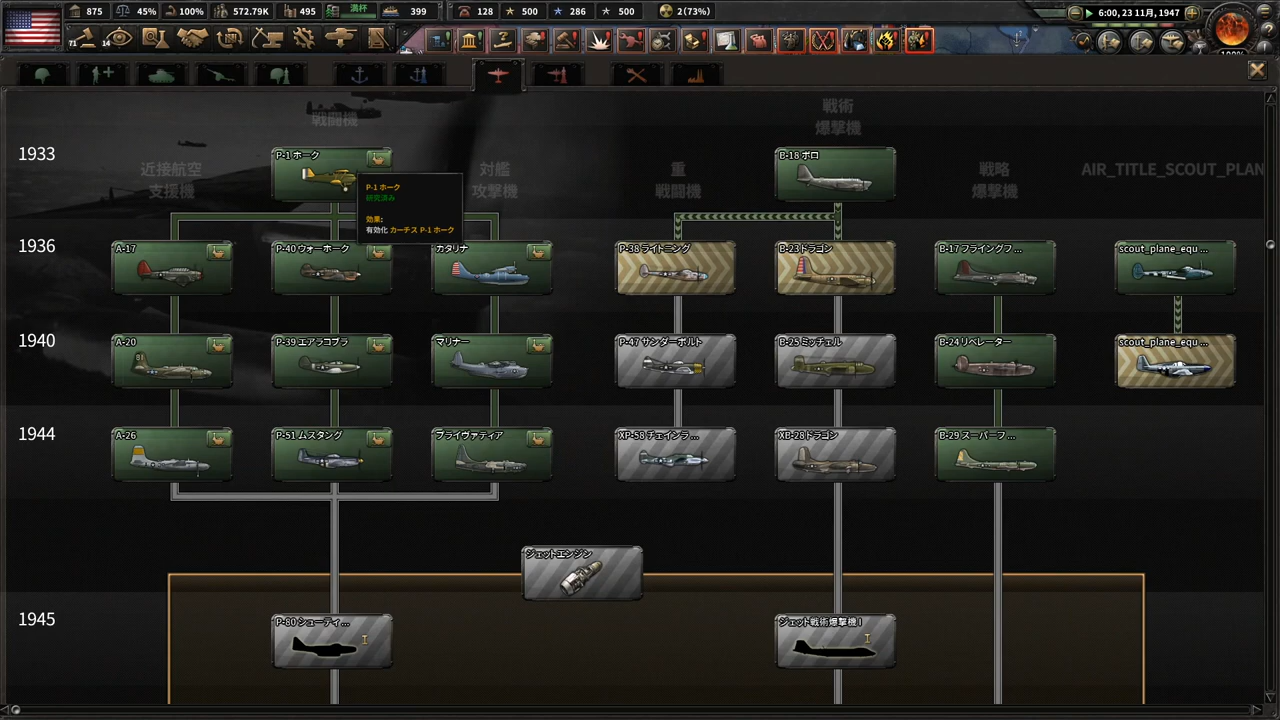 875
45%
100%
572.79K
495
満杯
399
128
500
286
500
2(73%)
6:00, 23 11月, 1947
71
14
100%
戦闘機
戦術
爆撃機
1933
P-1 ホーク
B-18 ボロ
近接航空
支援機
対艦
攻撃機
重
戦闘機
戦略
爆撃機
AIR_TITLE_SCOUT_PLAN
P-1 ホーク
研究済み
効果:
有効化 カーチス P-1 ホーク
1936
A-17
P-40 ウォーホーク
カタリナ
P-38 ライトニング
B-23 ドラゴン
B-17 フライングフ ...
scout_plane_equ ...
1940
A-20
P-39 エアラコブラ
マリナー
P-47 サンダーボルト
B-25 ミッチェル
B-24 リベレーター
scout_plane_equ ...
1944
A-26
P-51 ムスタング
プライヴァティア
XP-58 チェインラ ...
XB-28ドラゴン
B-29 スーパーフ ...
ジェットエンジン
1945
P-80 シューティ...
ジェット戦術爆撃機 I